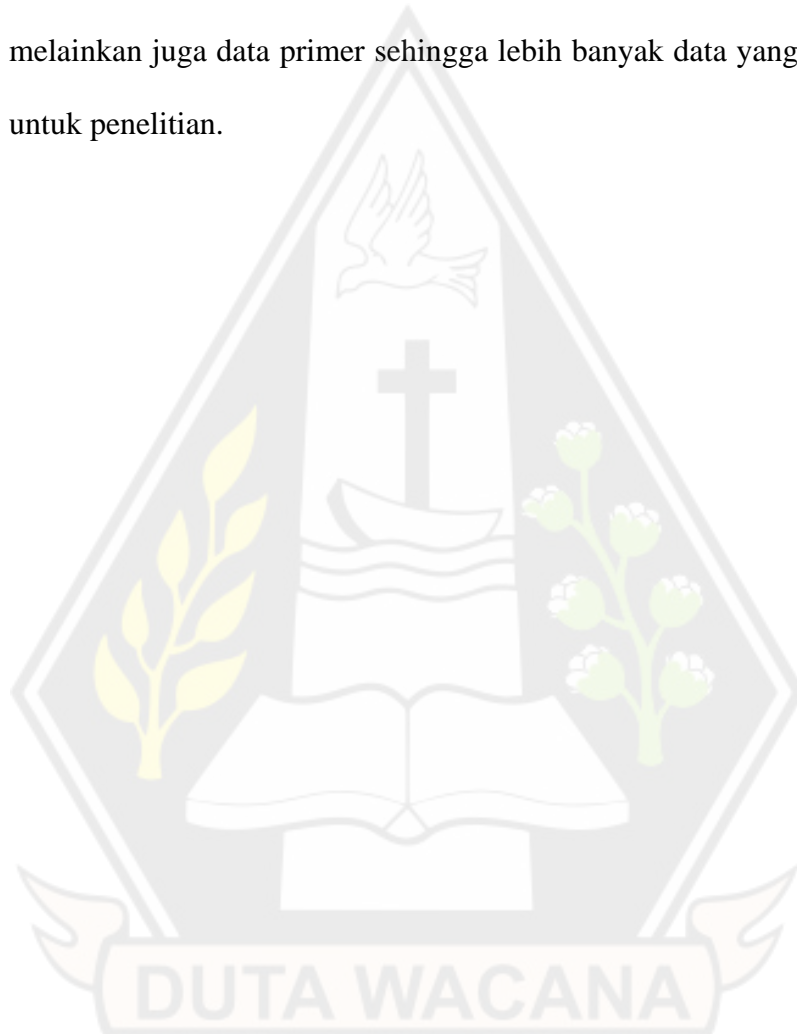 melainkan juga data primer sehingga lebih banyak data yang
untuk penelitian.
DUTA WACANA